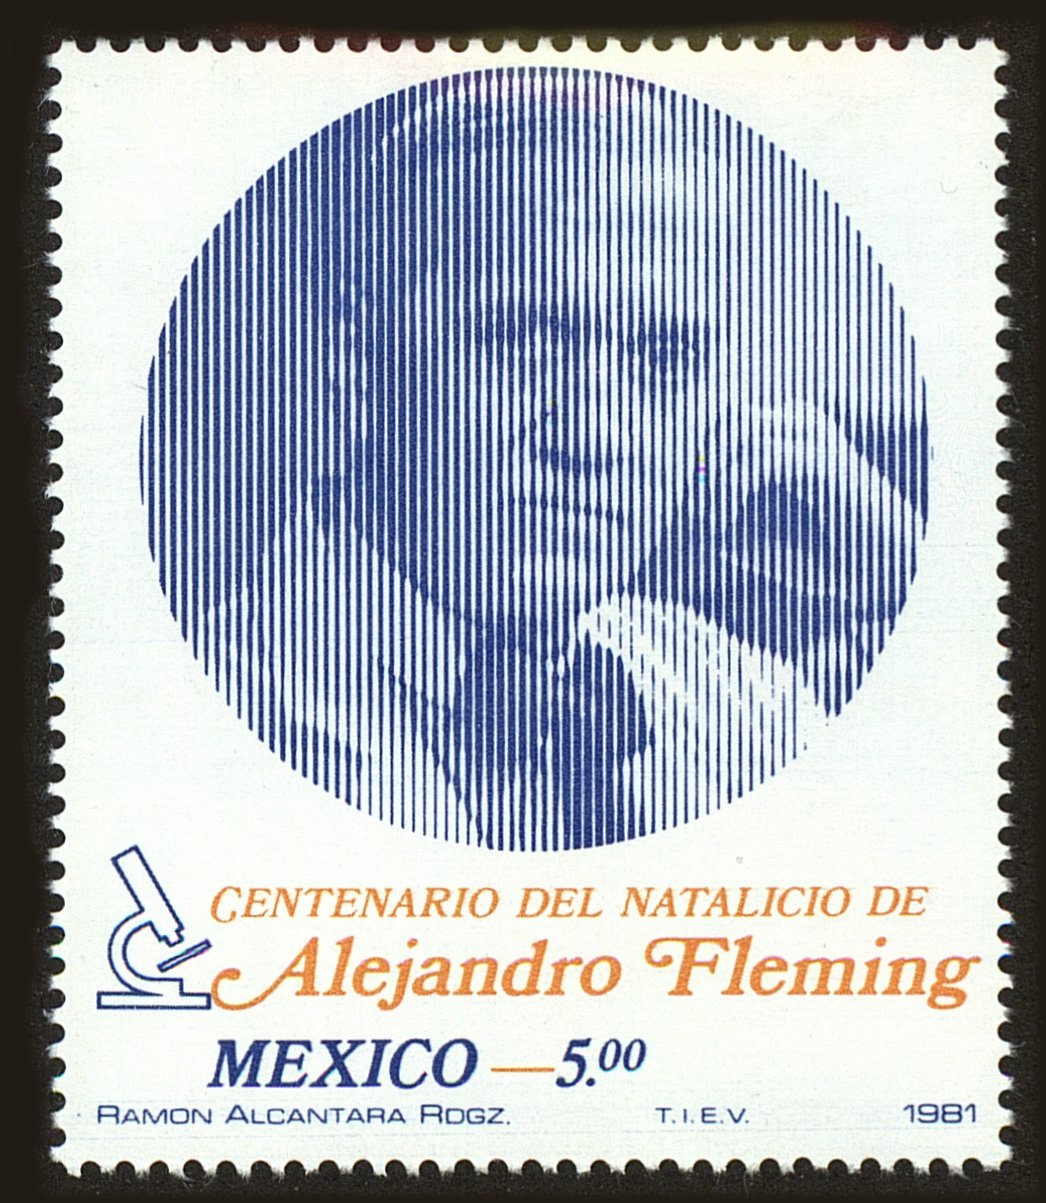 CENTENARIO DEL NATALICIO DE
Alejandro Fleming
MEXICO — 5.00
RAMON ALCANTARA RDGZ. T.I.E.V. 1981